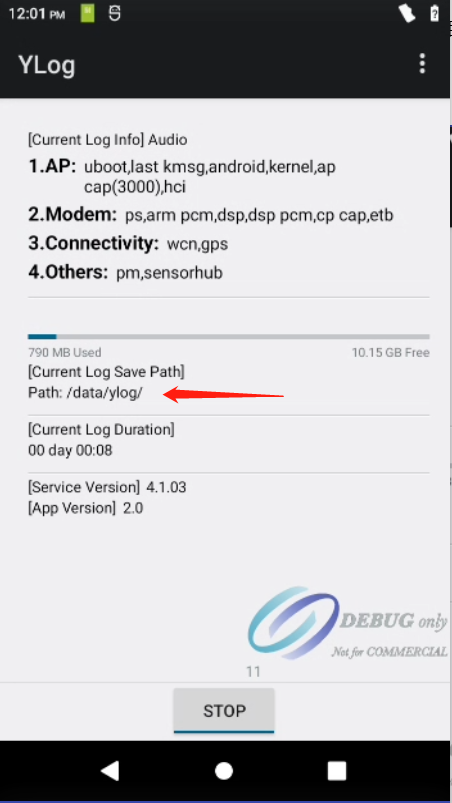 12:01 PM
YLog
[Current Log Info] Audio
1.AP: uboot,last kmsg,android,kernel,ap
cap(3000),hci
2.Modem: ps,arm pcm,dsp,dsp pcm,cp cap,etb
3.Connectivity: wcn,gps
4.Others: pm,sensorhub
790 MB Used 10.15 GB Free
[Current Log Save Path]
Path: /data/ylog/
[Current Log Duration]
00 day 00:08
[Service Version] 4.1.03
[App Version] 2.0
DEBUG only
Not for COMMERCIAL
11
STOP